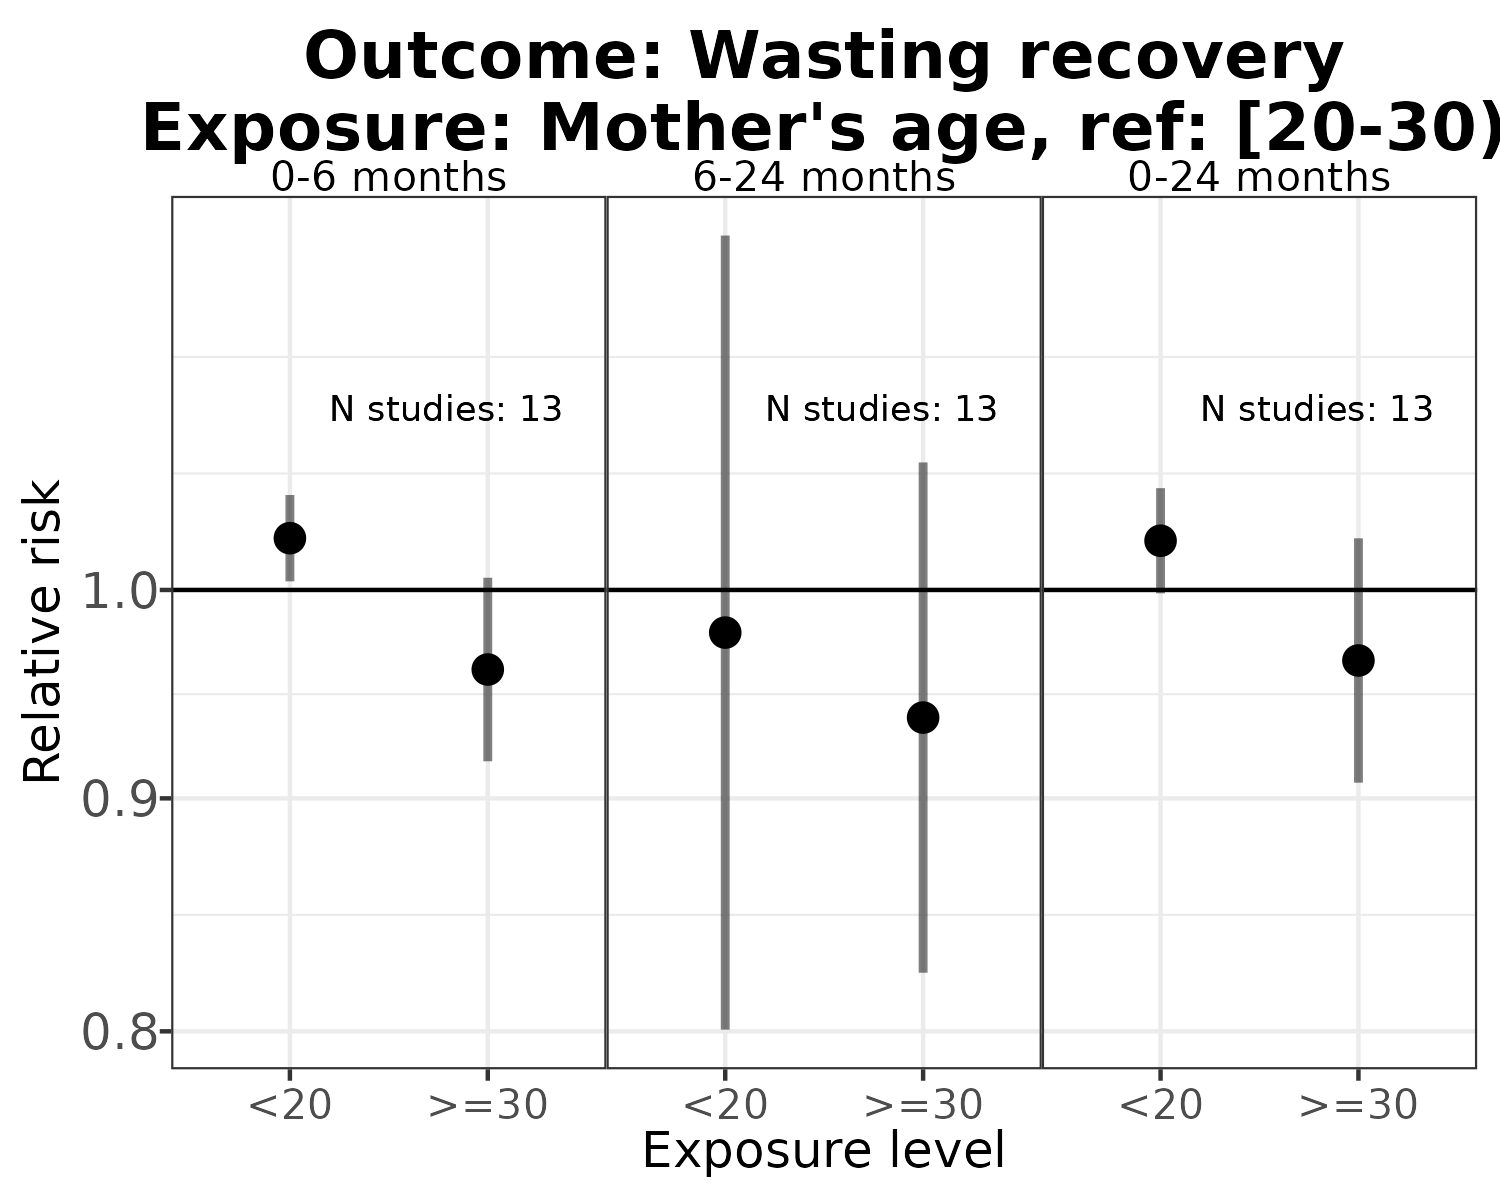 Outcome: Wasting recovery
Exposure: Mother's age, ref: [20-30)
0-6 months 6-24 months 0-24 months
N studies: 13 N studies: 13 N studies: 13
Relative risk
1.0
0.9
0.8
<20 >=30 <20 >=30 <20 >=30
Exposure level